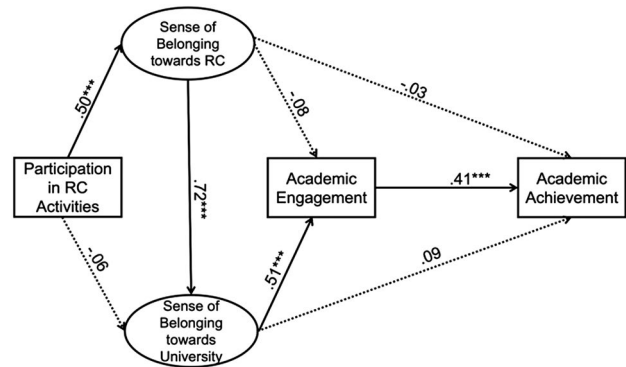 Sense of
Belonging
towards RC
.50***
-.08
-.03
Participation
in RC
Activities
.72***
Academic
Engagement
.41***
Academic
Achievement
-.06
.51***
.09
Sense of
Belonging
towards
University